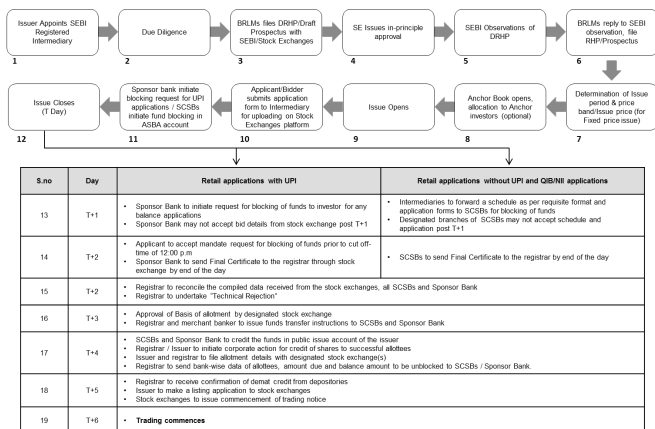 Issuer Appoints SEBI
Registered
Intermediary
1
Due Diligence
2
BRLMs files DRHP/Draft
Prospectus with
SEBI/Stock Exchanges
3
SE Issues in-principle
approval
4
SEBI Observations of
DRHP
5
BRLMs reply to SEBI
observation, file
RHP/Prospectus
6
Determination of Issue
period & price
band/Issue price (for
Fixed price issue)
7
Anchor Book opens,
allocation to Anchor
investors (optional)
8
Issue Opens
9
Applicant/Bidder
submits application
form to Intermediary
for uploading on Stock
Exchanges platform
10
Sponsor bank initiate
blocking request for UPI
applications / SCSBs
initiate fund blocking in
ASBA account
11
Issue Closes
(T Day)
12
S.no Day Retail applications with UPI Retail applications without UPI and QIB/NII applications
13 T+1
• Sponsor Bank to initiate request for blocking of funds to investor for any
balance applications
• Sponsor Bank may not accept bid details from stock exchange post T+1
• Intermediaries to forward a schedule as per requisite format and
application forms to SCSBs for blocking of funds
• Designated branches of SCSBs may not accept schedule and
application post T+1
14 T+2
• Applicant to accept mandate request for blocking of funds prior to cut off-
time of 12:00 p.m
• Sponsor Bank to send Final Certificate to the registrar through stock
exchange by end of the day
• SCSBs to send Final Certificate to the registrar by end of the day
15 T+2
• Registrar to reconcile the compiled data received from the stock exchanges, all SCSBs and Sponsor Bank
• Registrar to undertake "Technical Rejection"
16 T+3
• Approval of Basis of allotment by designated stock exchange
• Registrar and merchant banker to issue funds transfer instructions to SCSBs and Sponsor Bank
17 T+4
• SCSBs and Sponsor Bank to credit the funds in public issue account of the issuer
• Registrar / Issuer to initiate corporate action for credit of shares to successful allottees
• Issuer and registrar to file allotment details with designated stock exchange(s)
• Registrar to send bank-wise data of allottees, amount due and balance amount to be unblocked to SCSBs / Sponsor Bank.
18 T+5
• Registrar to receive confirmation of demat credit from depositories
• Issuer to make a listing application to stock exchanges
• Stock exchanges to issue commencement of trading notice
19 T+6 • Trading commences